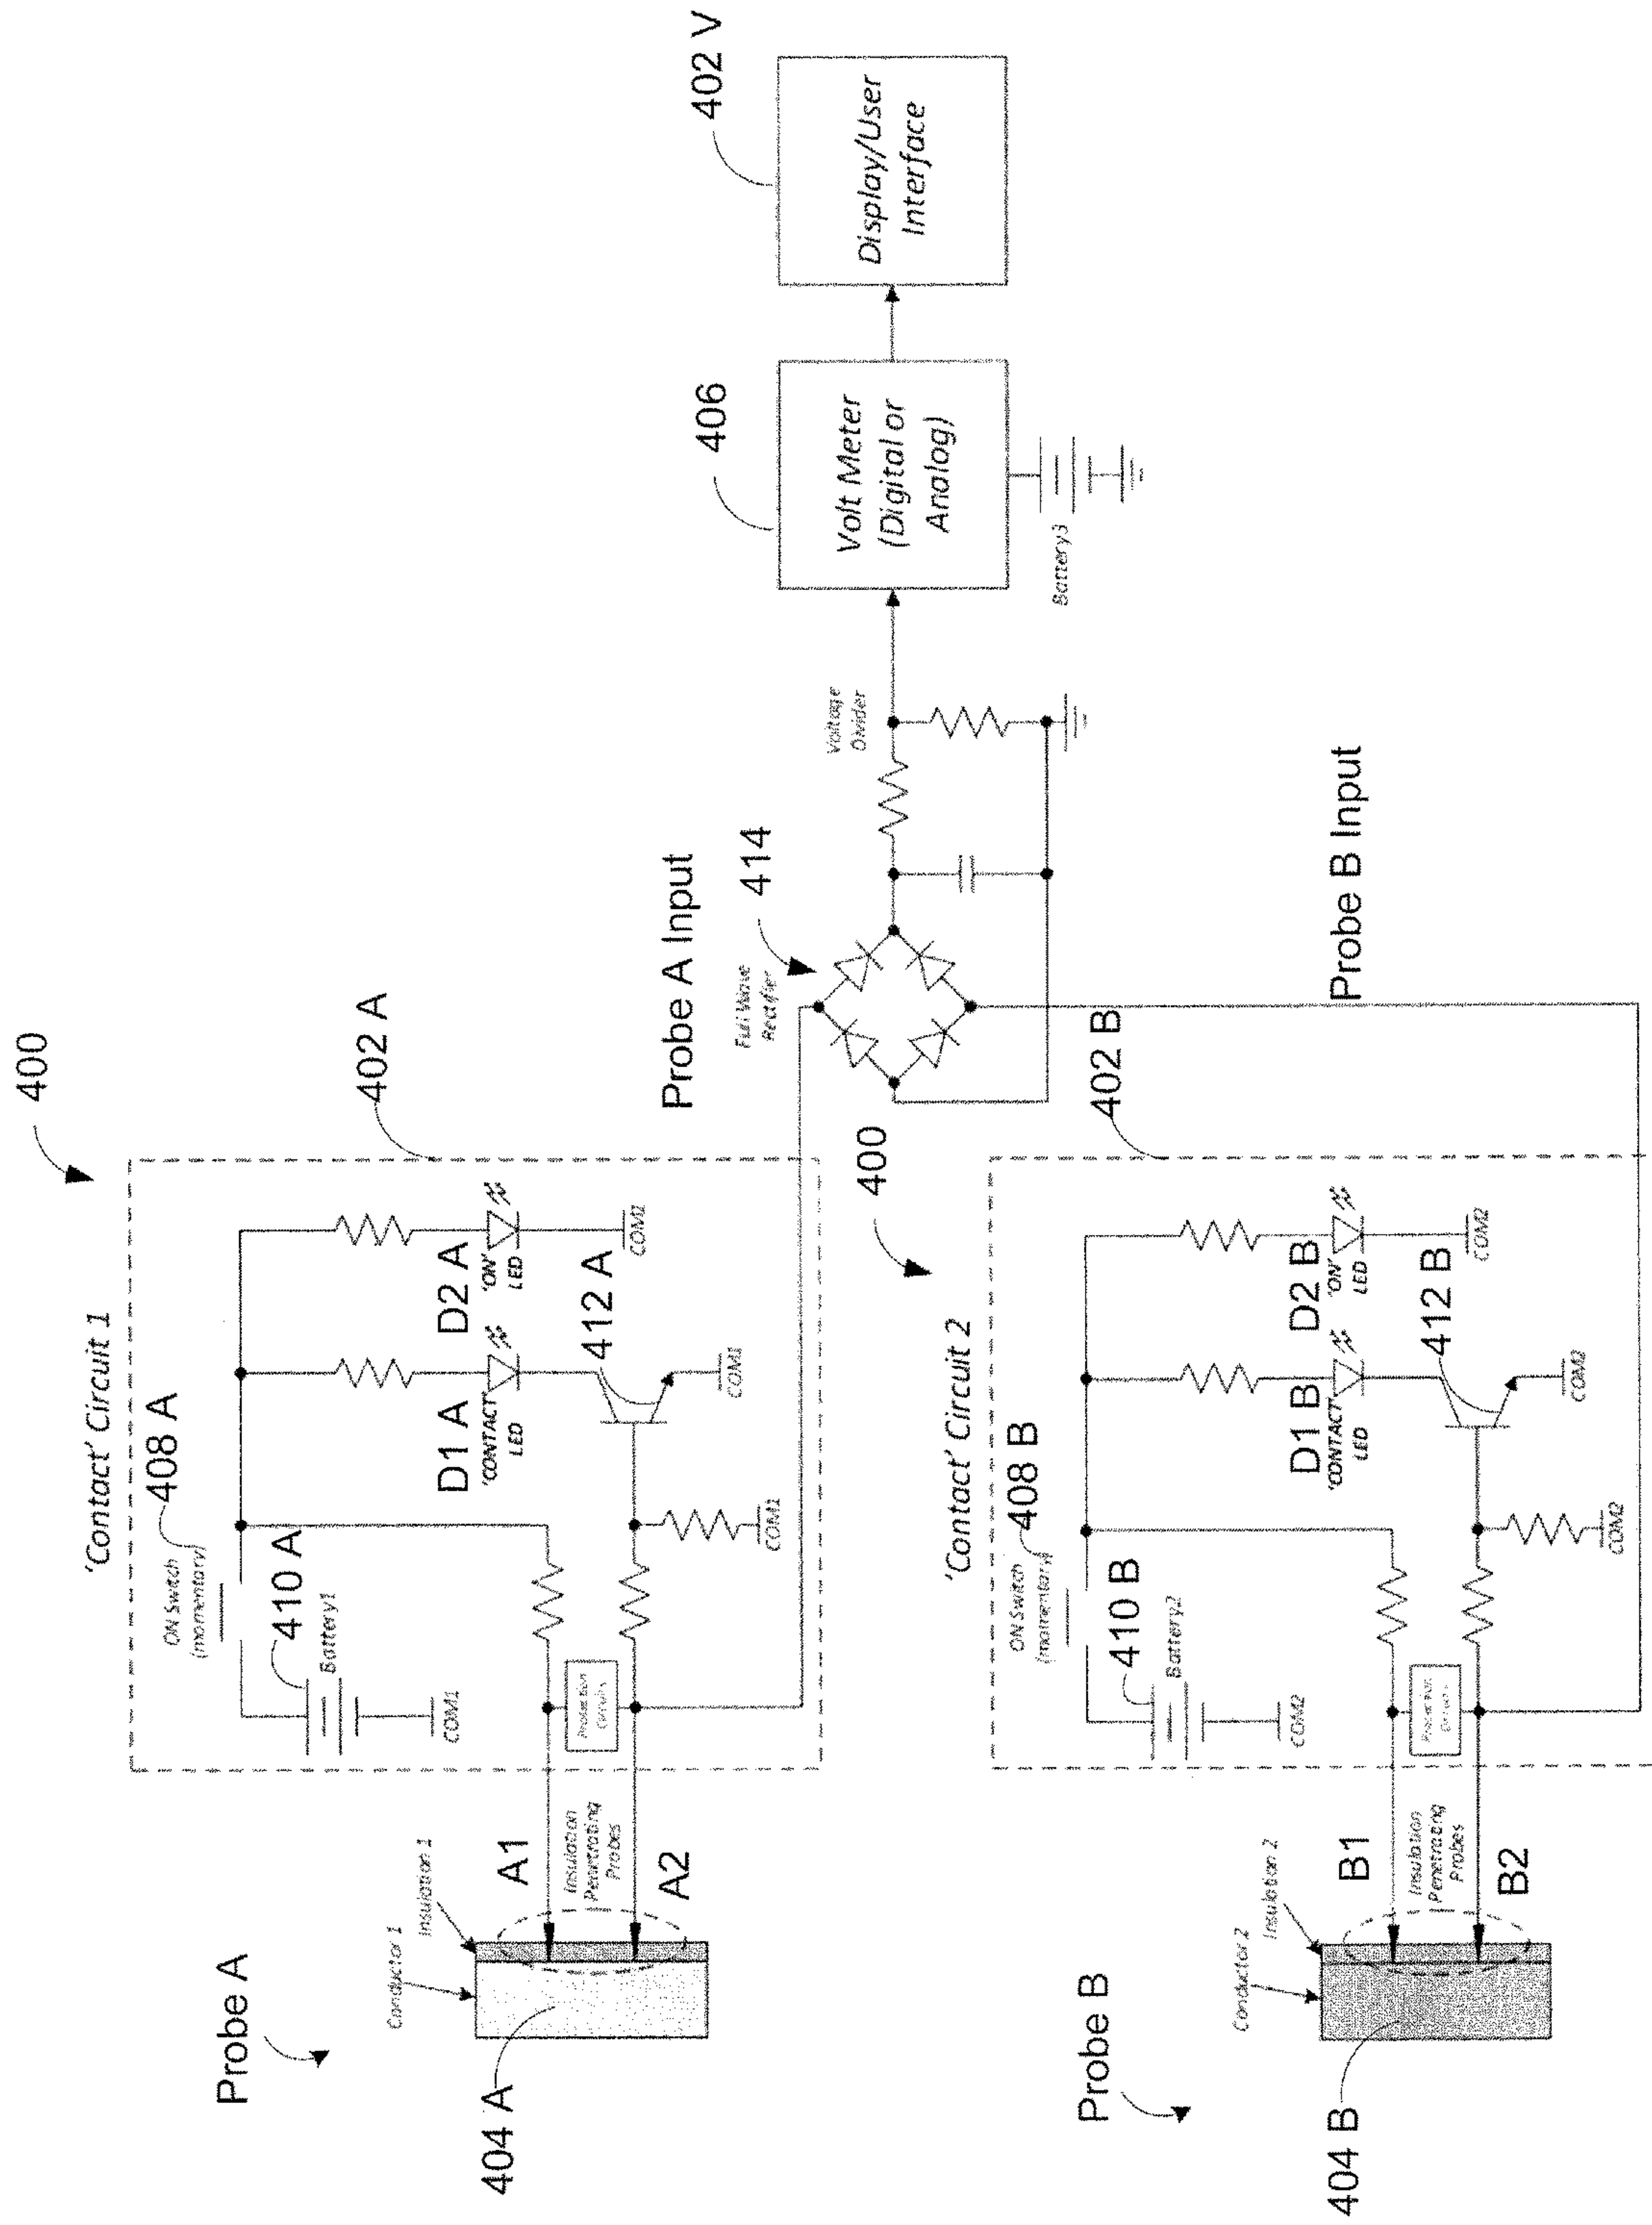 400
'Contact' Circuit 1
408 A
ON Switch
(momentary)
410 A
Battery1
COM1
402 A
D1 A
'CONTACT'
LED
D2 A
'ON'
LED
412 A
COM1
COM1
COM2
Protection
Circuits
Probe A
Conductor 1
Insulation 1
A1
Insulation
Penetrating
Probes
A2
404 A
Probe A Input
414
Full Wave
Rectifier
Voltage
Divider
406
Volt Meter
(Digital or
Analog)
Battery3
402 V
Display/User
Interface
400
'Contact' Circuit 2
408 B
ON Switch
(momentary)
410 B
Battery2
COM2
402 B
D1 B
'CONTACT'
LED
D2 B
'ON'
LED
412 B
COM2
COM2
COM2
Protection
Circuits
Probe B
Conductor 2
Insulation 2
B1
Insulation
Penetrating
Probes
B2
404 B
Probe B Input